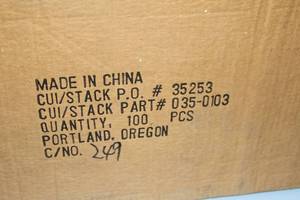 MADE IN CHINA
CUI/STACK P.O. # 35253
CUI/STACK PART# 035-0103
QUANTITY, 100 PCS
PORTLAND, OREGON
C/NO. 249